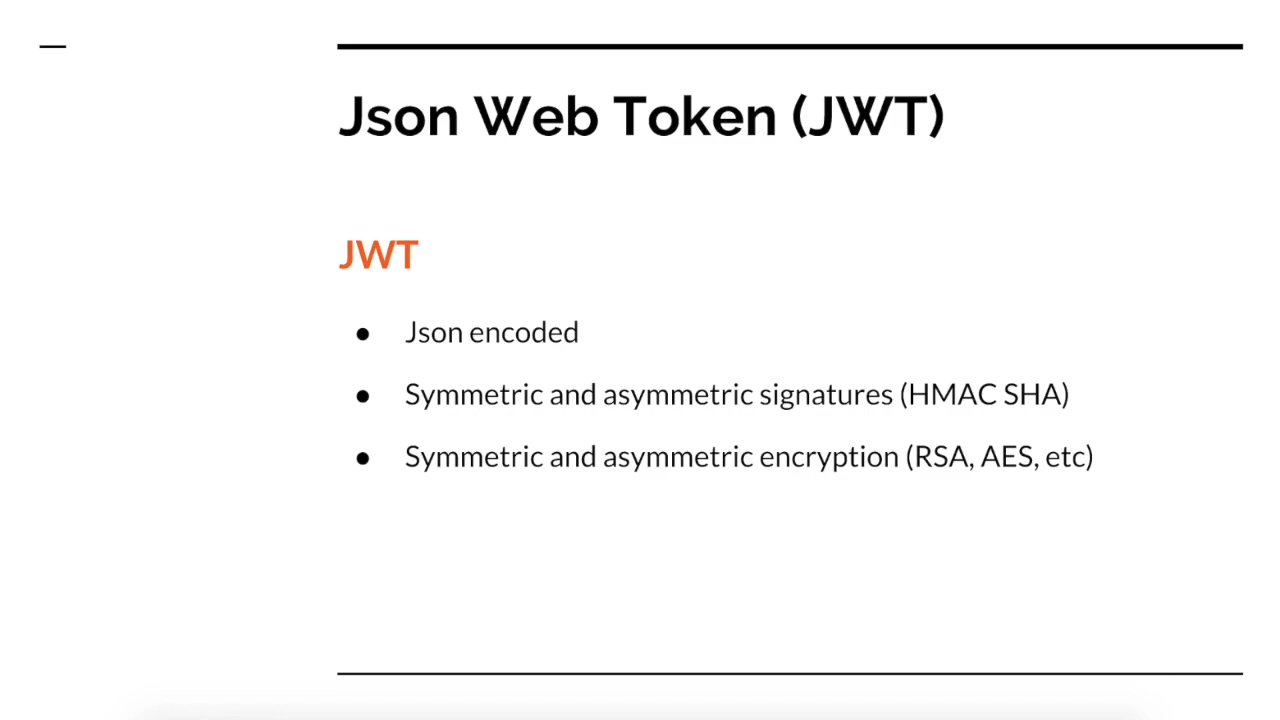 Json Web Token (JWT)
JWT
● Json encoded
● Symmetric and asymmetric signatures (HMAC SHA)
● Symmetric and asymmetric encryption (RSA, AES, etc)